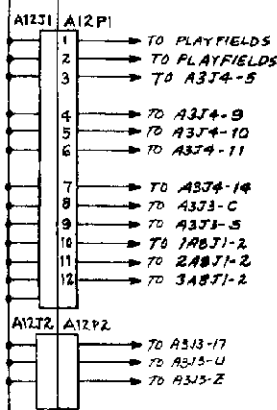 A12J1 A12P1
1 TO PLAYFIELDS
2 TO PLAYFIELDS
3 TO A3J4-5
4 TO A3J4-9
5 TO A3J4-10
6 TO A3J4-11
7 TO A3J4-14
8 TO A3J3-C
9 TO A3J3-5
10 TO 1A8J1-2
11 TO 2A8J1-2
12 TO 3A8J1-2
A12J2 A12P2
TO A3J3-17
TO A3J3-U
TO A3J3-Z